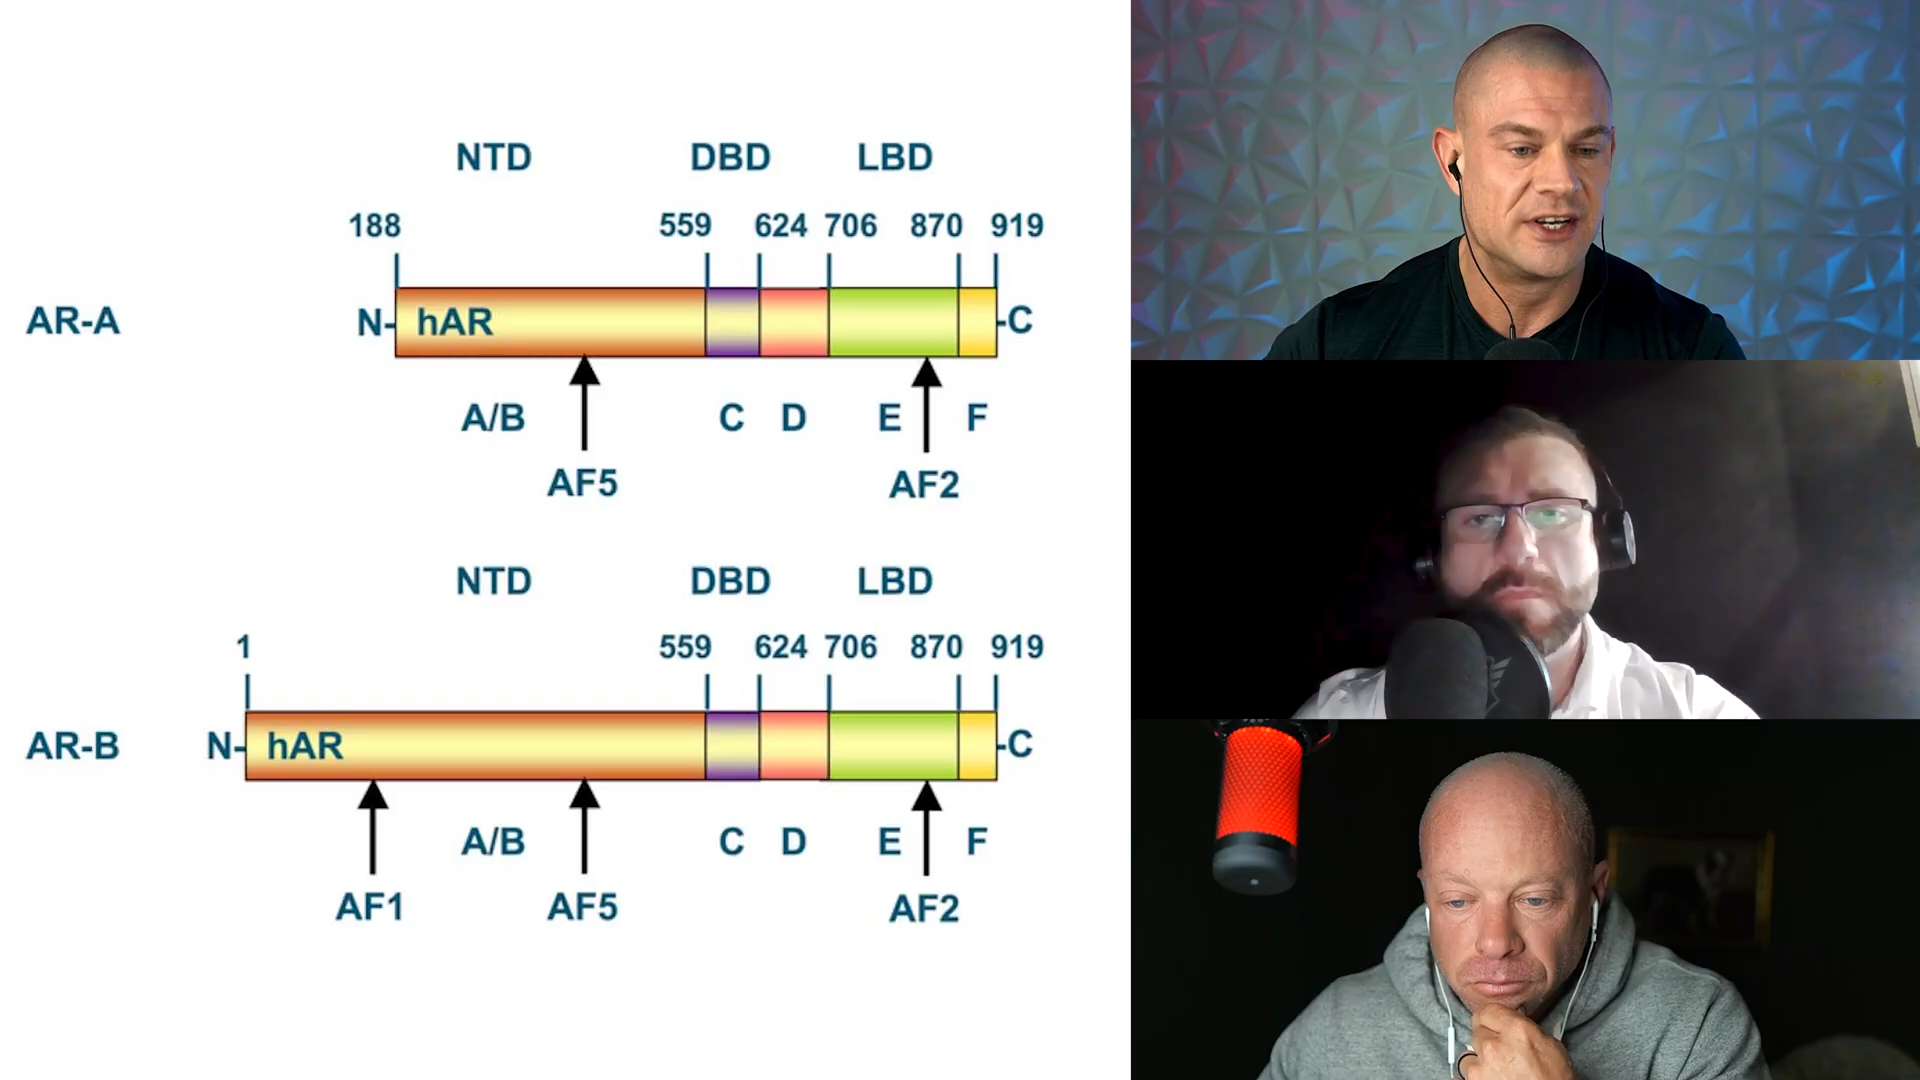 NTD DBD LBD
188 559 624 706 870 919
AR-A N- hAR -C
A/B C D E F
AF5 AF2
NTD DBD LBD
1 559 624 706 870 919
AR-B N- hAR -C
A/B C D E F
AF1 AF5 AF2